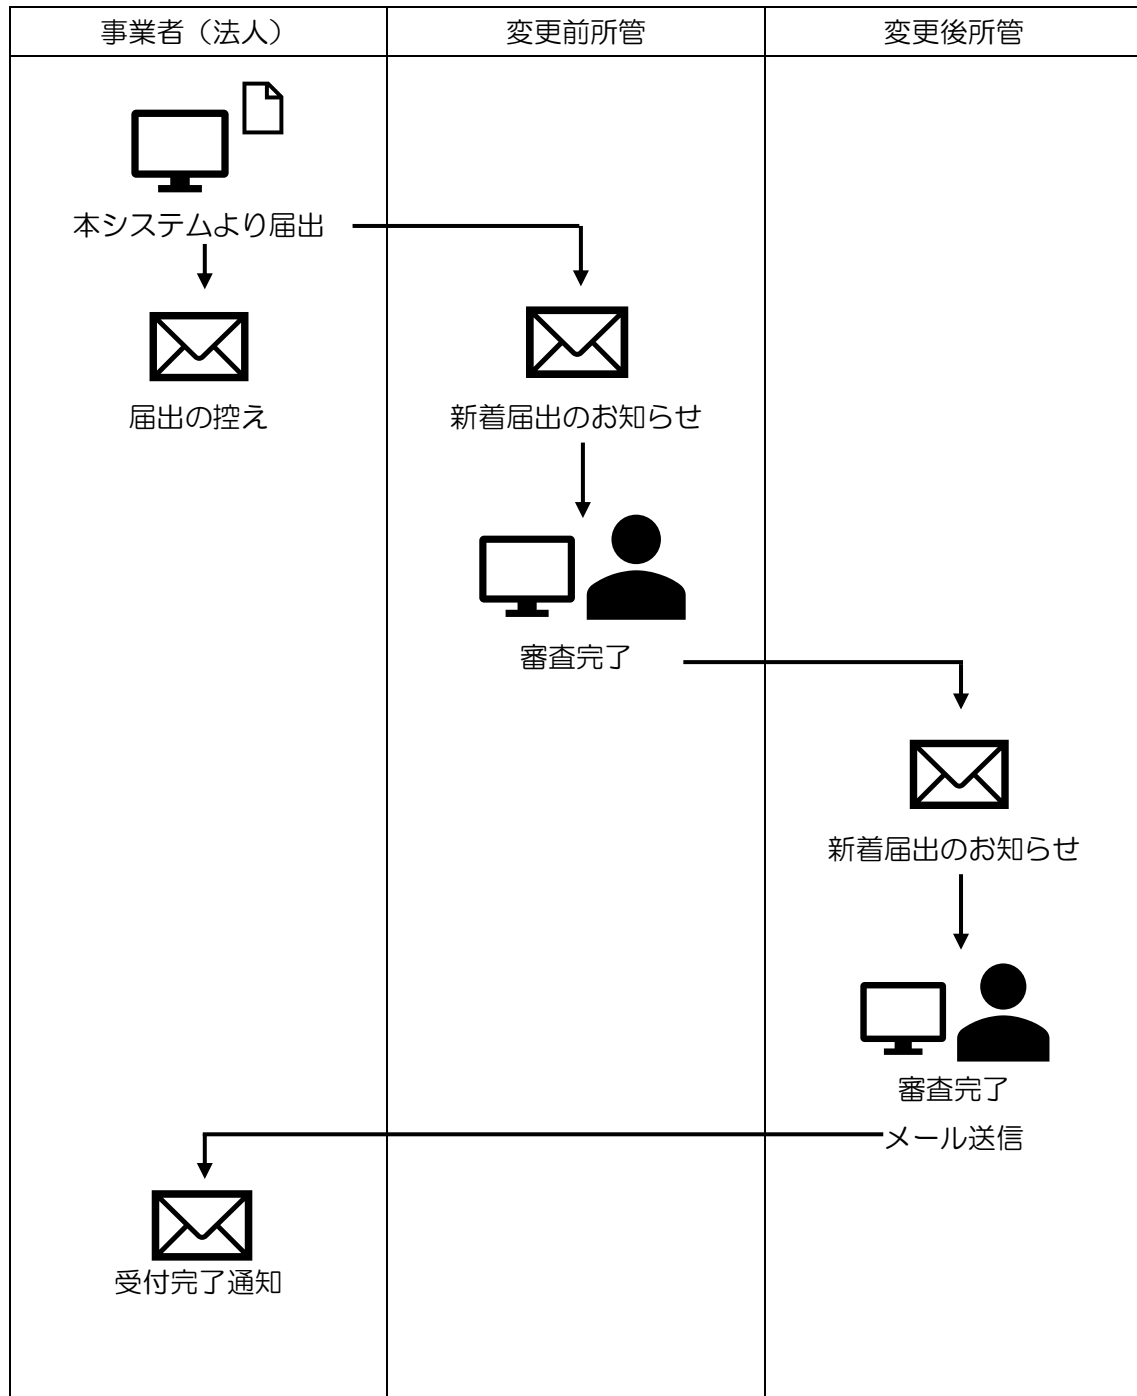 事業者（法人）
変更前所管
変更後所管
本システムより届出
届出の控え
新着届出のお知らせ
審査完了
新着届出のお知らせ
審査完了
メール送信
受付完了通知